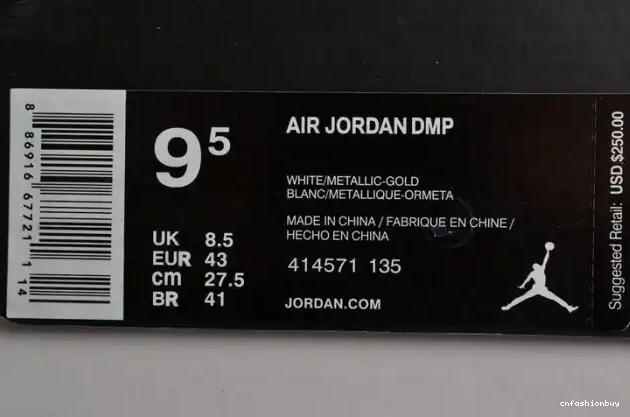 8 86916 67721 1 14
9 5
UK 8.5
EUR 43
cm 27.5
BR 41
AIR JORDAN DMP
WHITE/METALLIC-GOLD
BLANC/METALLIQUE-ORMETA
MADE IN CHINA / FABRIQUE EN CHINE /
HECHO EN CHINA
414571 135
JORDAN.COM
Suggested Retail: USD $250.00
cnfashionbuy